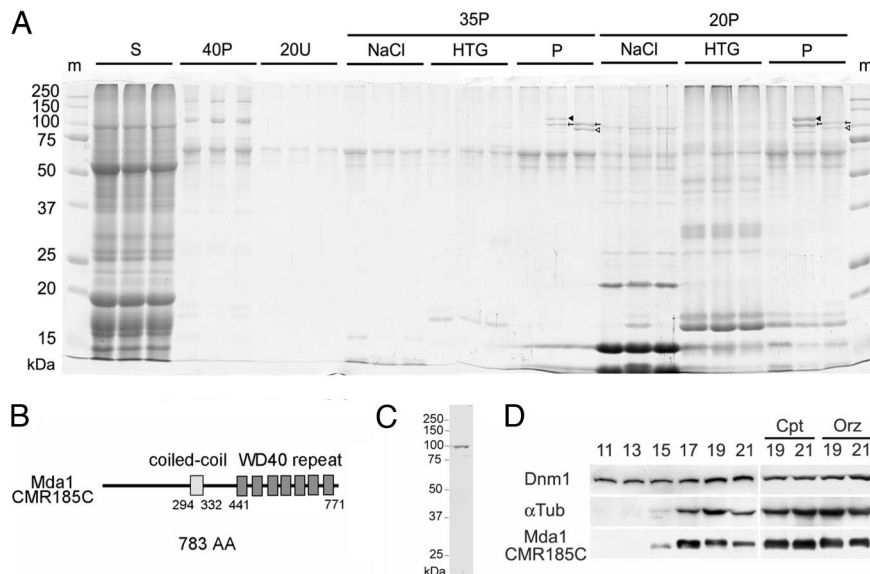 A
35P 20P
m S 40P 20U NaCl HTG P NaCl HTG P m
250
150
100
75
50
37
25
20
15
kDa
B
coiled-coil WD40 repeat
Mda1
CMR185C
294 332 441 771
783 AA
C
250
150
100
75
50
37
25
kDa
D
Cpt Orz
11 13 15 17 19 21 19 21 19 21
Dnm1
αTub
Mda1
CMR185C